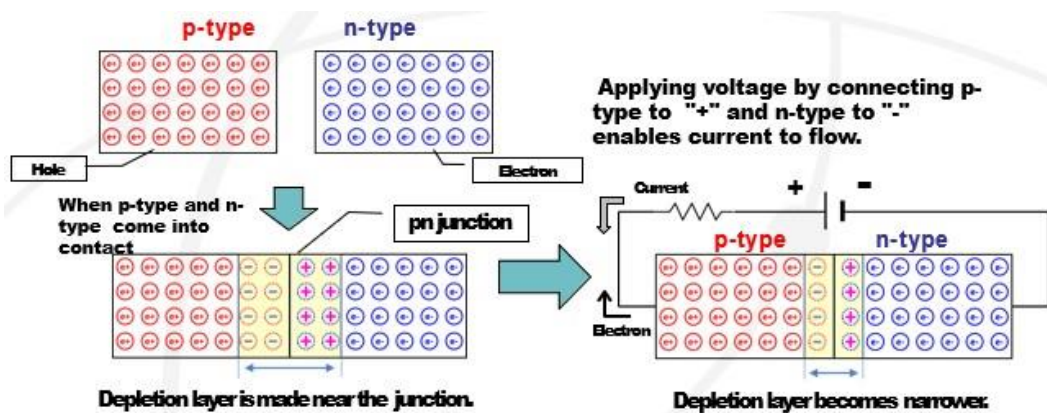 p-type
n-type
Hole
Electron
When p-type and n-
type come into
contact
pn junction
Depletion layer is made near the junction.
Applying voltage by connecting p-
type to "+" and n-type to "-"
enables current to flow.
Current
+
-
p-type
n-type
Electron
Depletion layer becomes narrower.